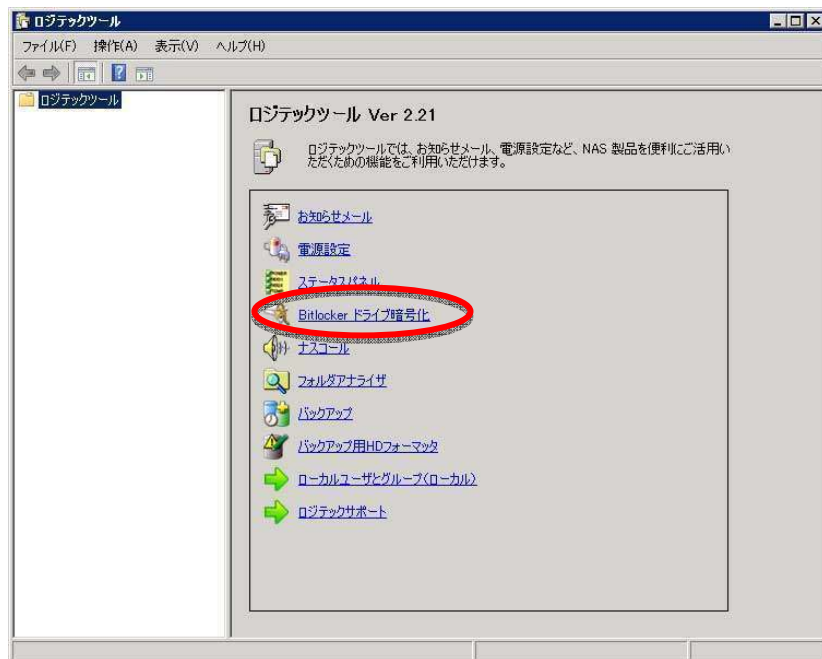 ロジテックツール
ファイル(F) 操作(A) 表示(V) ヘルプ(H)
ロジテックツール
ロジテックツール Ver 2.21
ロジテックツールでは、お知らせメール、電源設定など、NAS 製品を便利にご活用い
ただくための機能をご利用いただけます。
お知らせメール
電源設定
ステータスパネル
Bitlocker ドライブ暗号化
ナスコール
フォルダアナライザ
バックアップ
バックアップ用HDフォーマッタ
ローカルユーザとグループ(ローカル)
ロジテックサポート